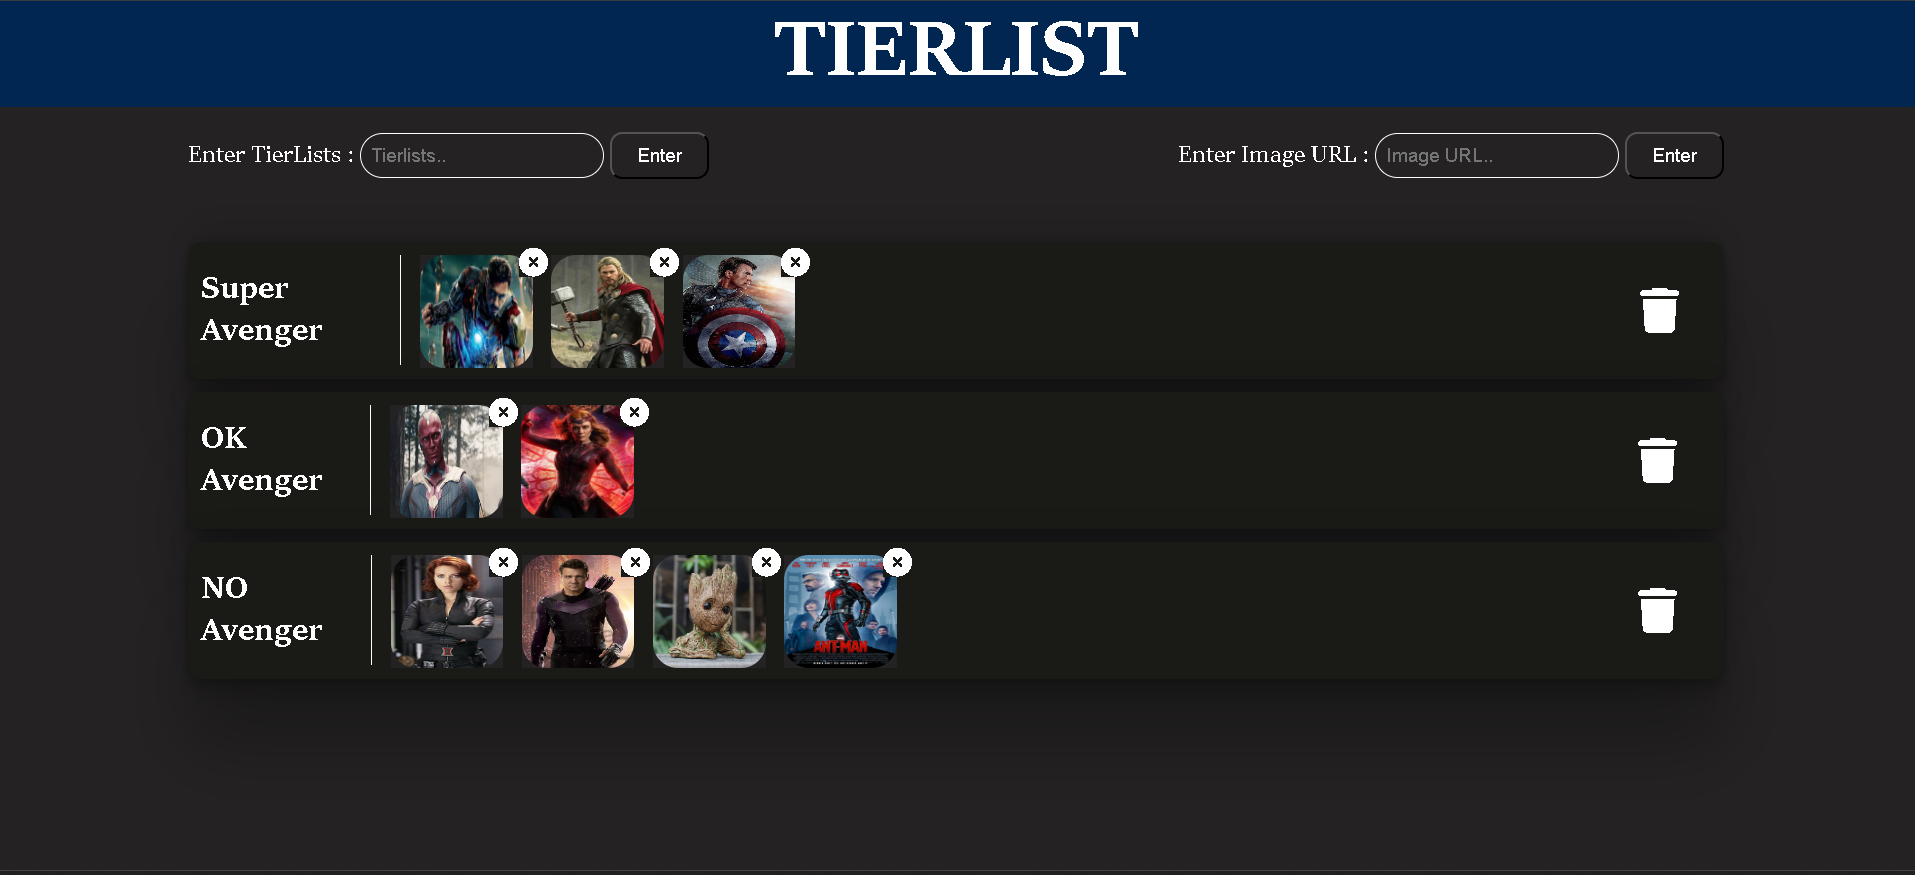 TIERLIST
Enter TierLists : Tierlists.. Enter
Enter Image URL : Image URL.. Enter
Super
Avenger
OK
Avenger
NO
Avenger
ANT-MAN